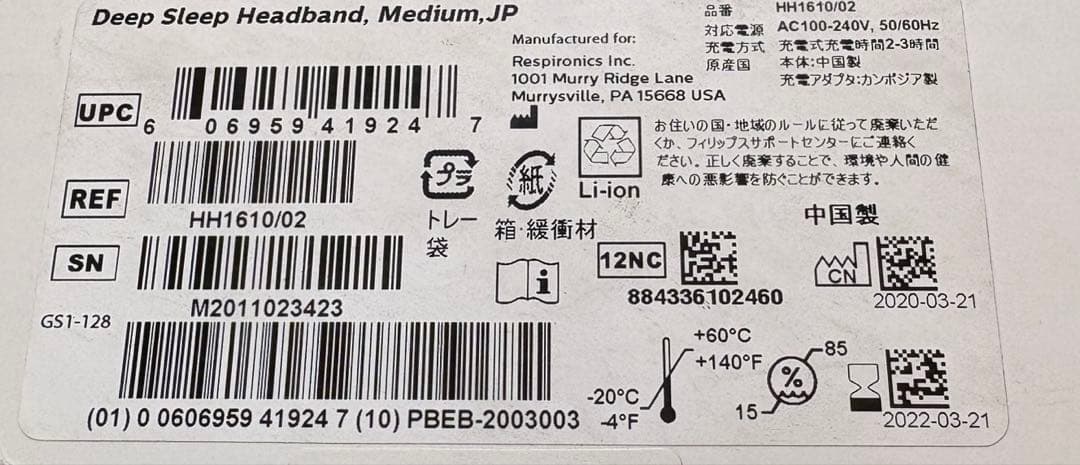 Deep Sleep Headband, Medium, JP
品番 HH1610/02
対応電源 AC100-240V, 50/60Hz
充電方式 充電式充電時間2-3時間
原産国 本体:中国製
充電アダプタ:カンボジア製
Manufactured for:
Respironics Inc.
1001 Murry Ridge Lane
Murrysville, PA 15668 USA
UPC
6 06959 41924 7
REF
HH1610/02
SN
M2011023423
GS1-128
(01) 0 0606959 41924 7 (10) PBEB-2003003
プラ
トレー
袋
紙
箱・緩衝材
Li-ion
お住いの国・地域のルールに従って廃棄いただ
くか、フィリップスサポートセンターにご連絡く
ださい。正しく廃棄することで、環境や人間の健
康への悪影響を防ぐことができます。
中国製
i
12NC
884336102460
CN
2020-03-21
+60°C
+140°F
-20°C
-4°F
85
%
15
2022-03-21